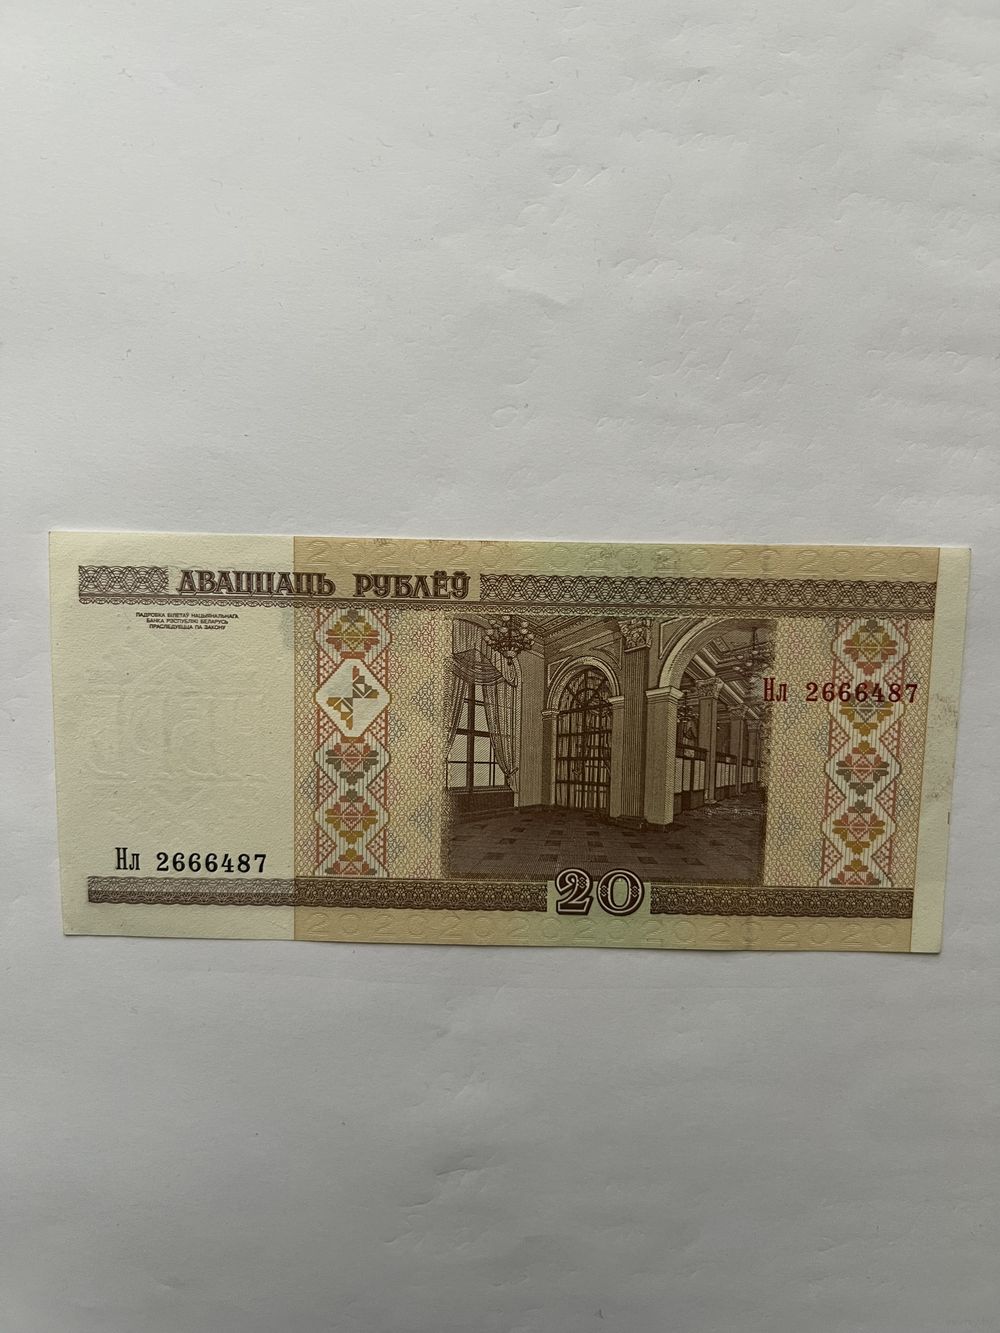 ДВАЦЦАЦЬ РУБЛЁЎ
ПАДРОБКА БІЛЕТАЎ НАЦЫЯНАЛЬНАГА
БАНКА РЭСПУБЛІКІ БЕЛАРУСЬ
ПРАСЛЕДУЕЦЦА ПА ЗАКОНУ
Нл 2666487
Нл 2666487
20